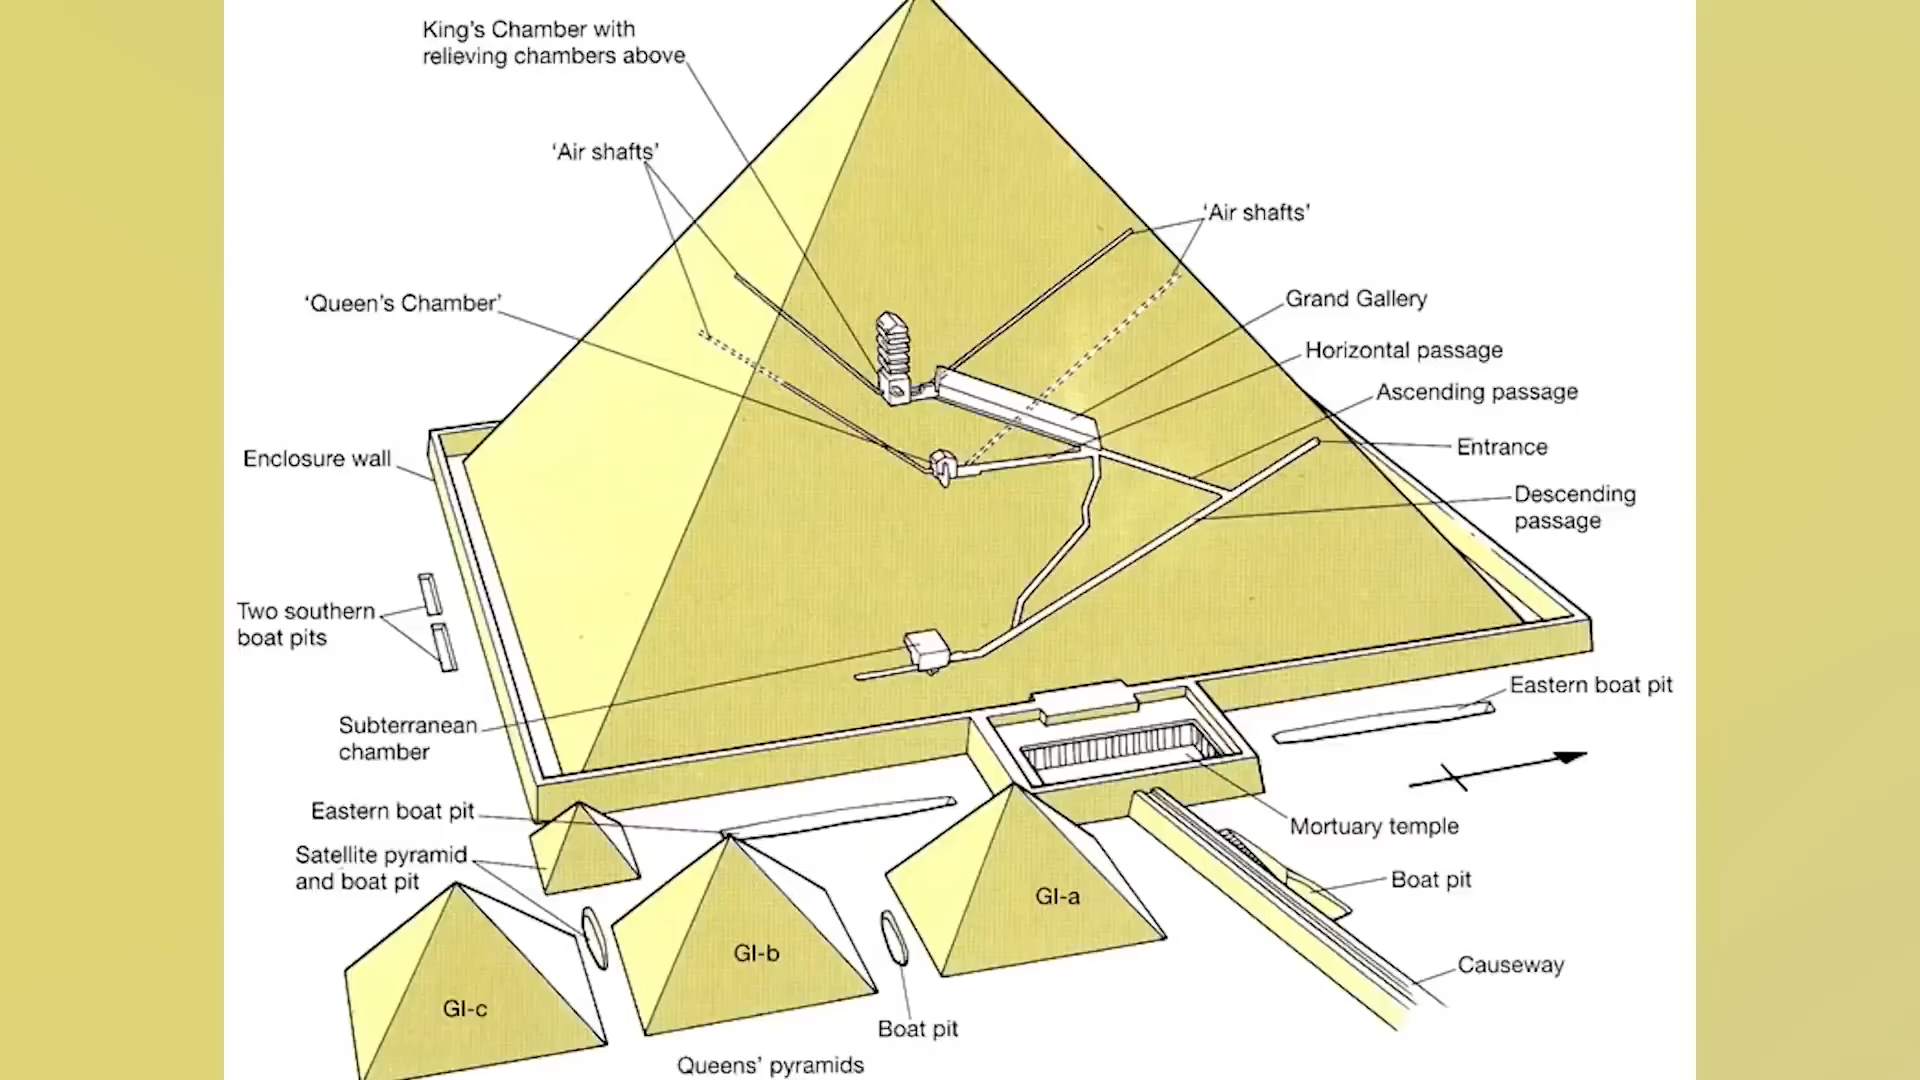 King's Chamber with
relieving chambers above
'Air shafts'
'Air shafts'
'Queen's Chamber'
Grand Gallery
Horizontal passage
Ascending passage
Entrance
Enclosure wall
Descending
passage
Two southern
boat pits
Eastern boat pit
Subterranean
chamber
Eastern boat pit
Mortuary temple
Satellite pyramid
and boat pit
Boat pit
GI-a
GI-b
Causeway
GI-c
Boat pit
Queens' pyramids